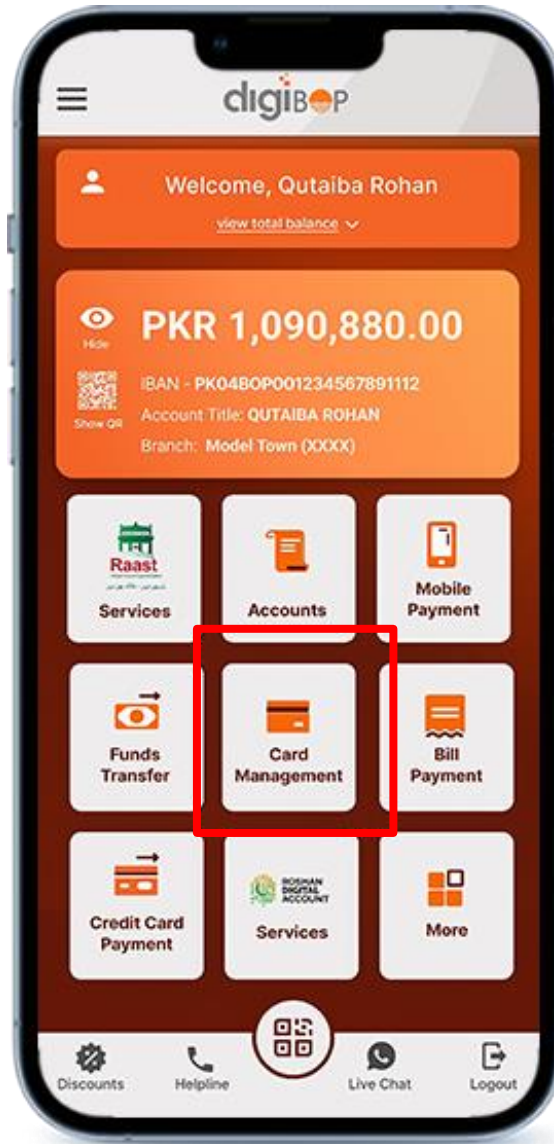 digiBOP
Welcome, Qutaiba Rohan
view total balance
PKR 1,090,880.00
Hide
IBAN - PK04BOP001234567891112
Show QR
Account Title: QUTAIBA ROHAN
Branch: Model Town (XXXX)
Raast
Services
Accounts
Mobile
Payment
Funds
Transfer
Card
Management
Bill
Payment
Credit Card
Payment
ROSHAN
DIGITAL
ACCOUNT
Services
More
Discounts
Helpline
Live Chat
Logout